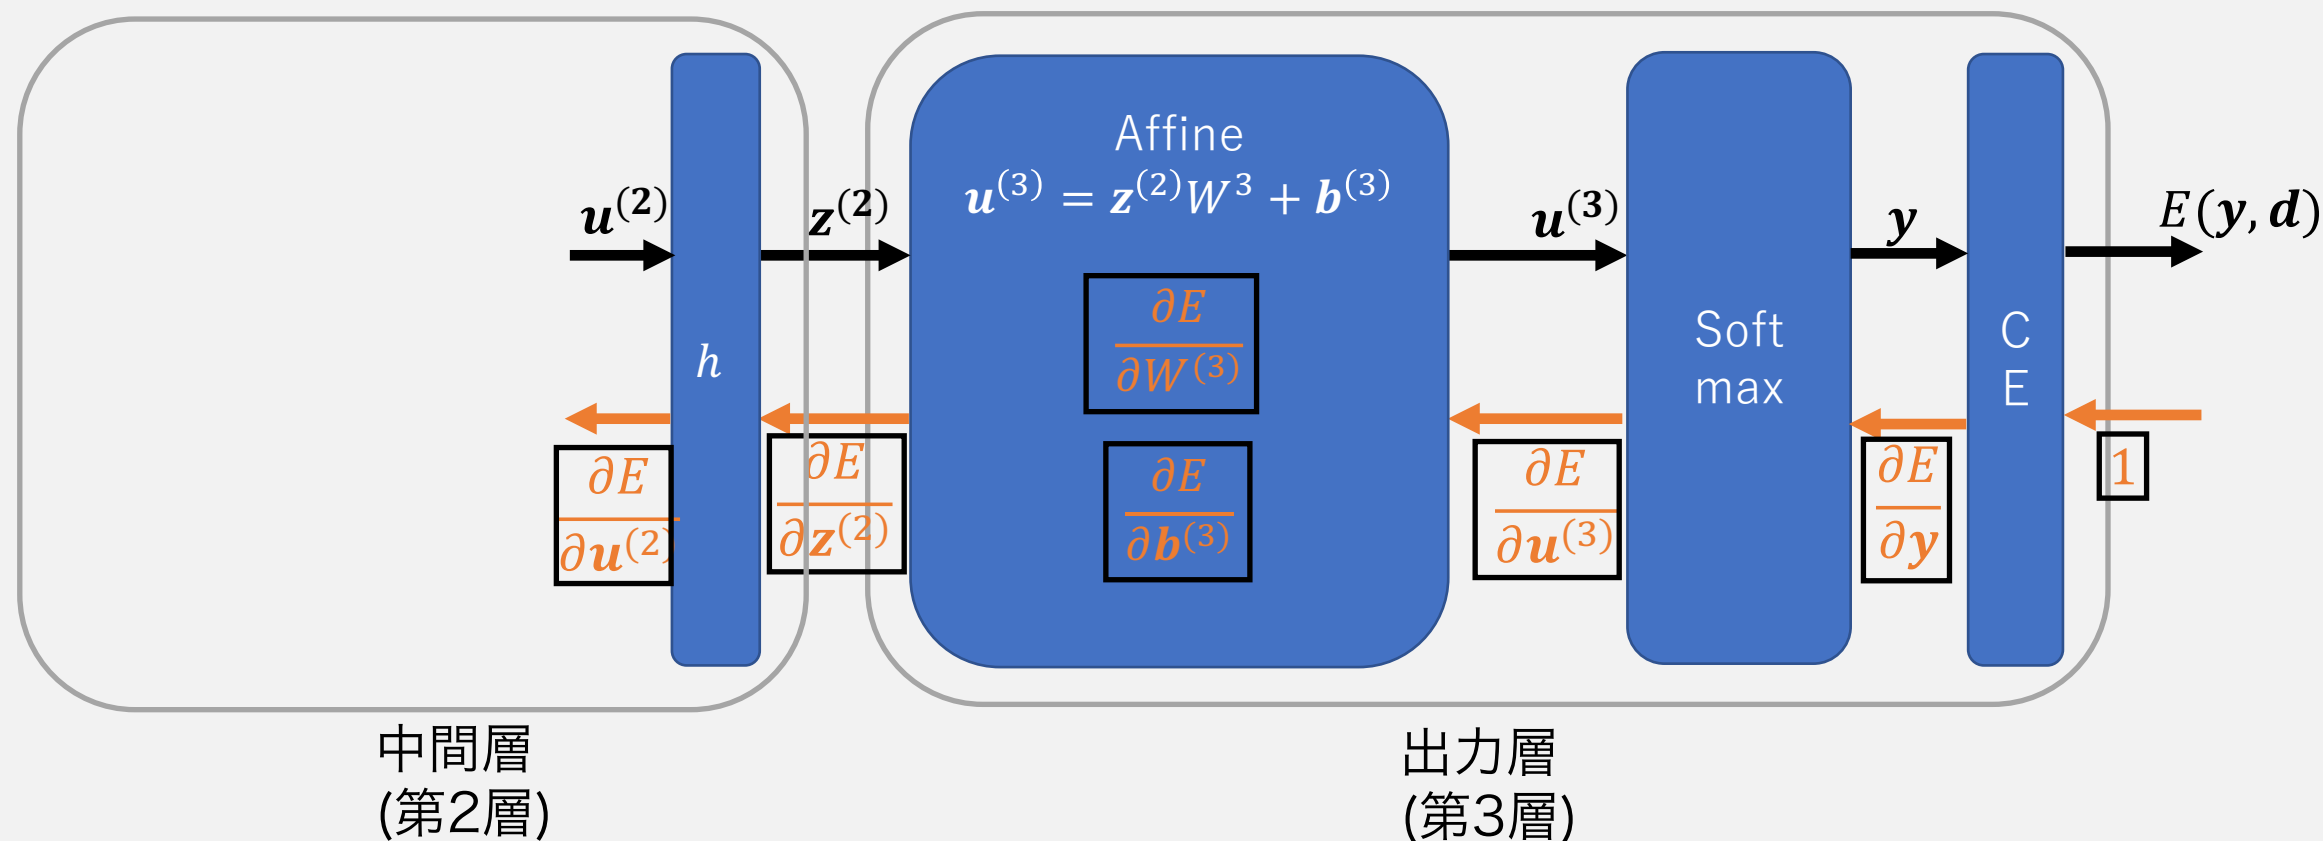 Affine
u^(3) = z^(2)W^3 + b^(3)
u^(2)
z^(2)
u^(3)
y
E(y, d)
h
Soft
max
C
E
∂E
∂W^(3)
∂E
∂b^(3)
∂E
∂u^(2)
∂E
∂z^(2)
∂E
∂u^(3)
∂E
∂y
1
中間層
(第2層)
出力層
(第3層)